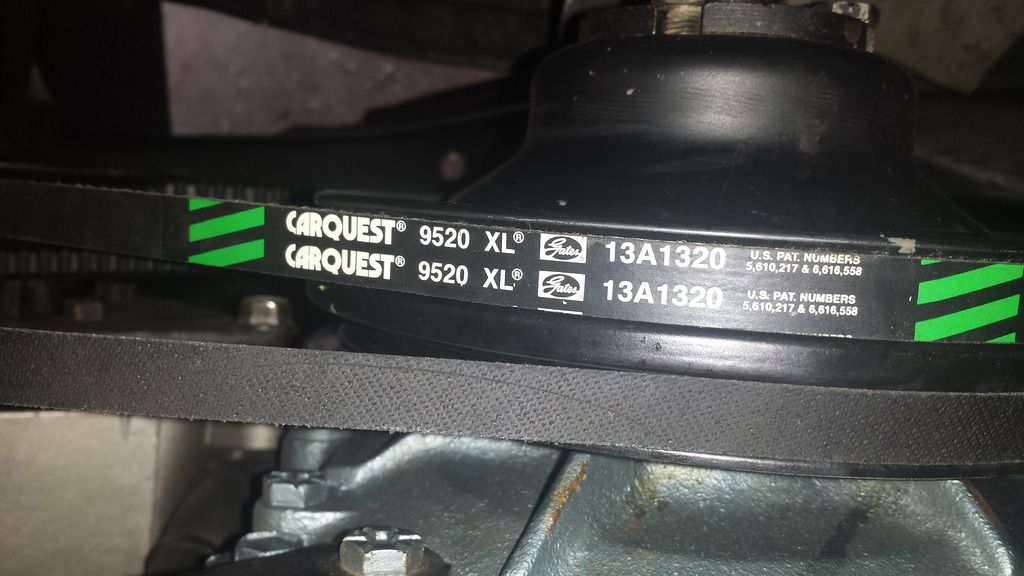 CARQUEST® 9520 XL® Gates 13A1320 U.S. PAT. NUMBERS
5,610,217 & 6,616,558
CARQUEST® 9520 XL® Gates 13A1320 U.S. PAT. NUMBERS
5,610,217 & 6,616,558